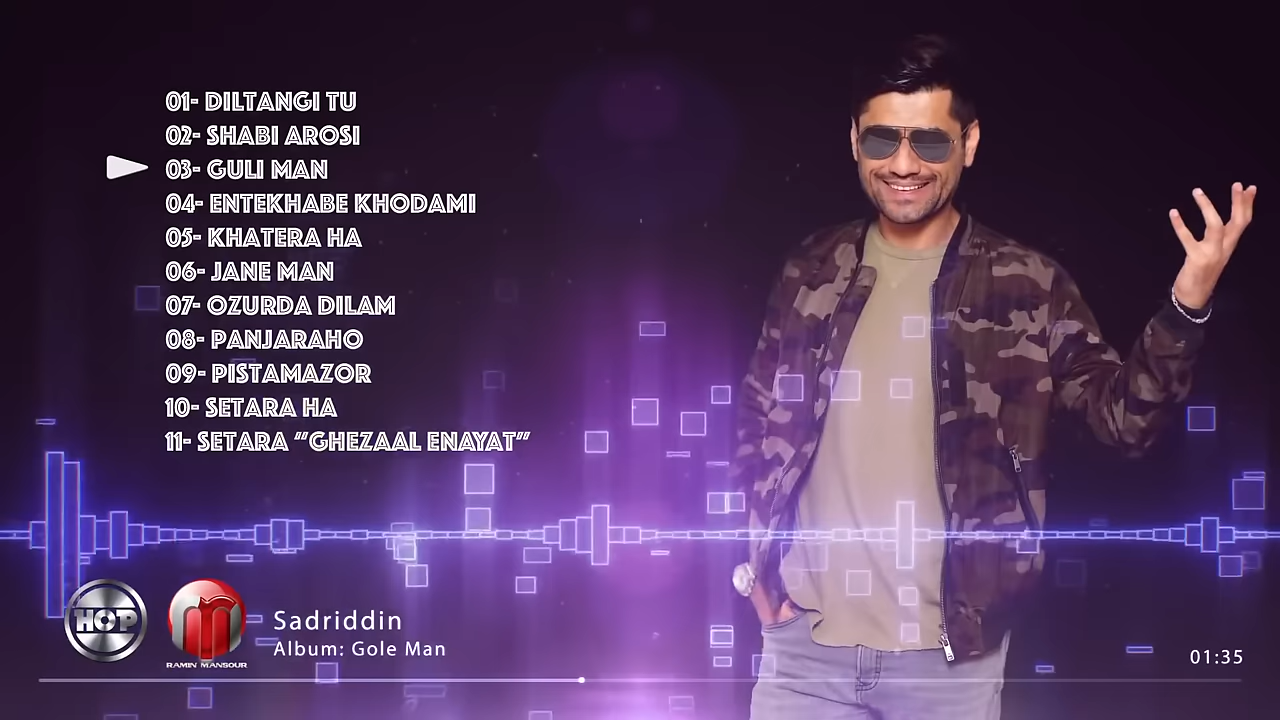 01- DILTANGI TU
02- SHABI AROSI
03- GULI MAN
04- ENTEKHABE KHODAMI
05- KHATERA HA
06- JANE MAN
07- OZURDA DILAM
08- PANJARAHO
09- PISTAMAZOR
10- SETARA HA
11- SETARA “GHEZAAL ENAYAT”
HOP
RAMIN MANSOUR
Sadriddin
Album: Gole Man
01:35